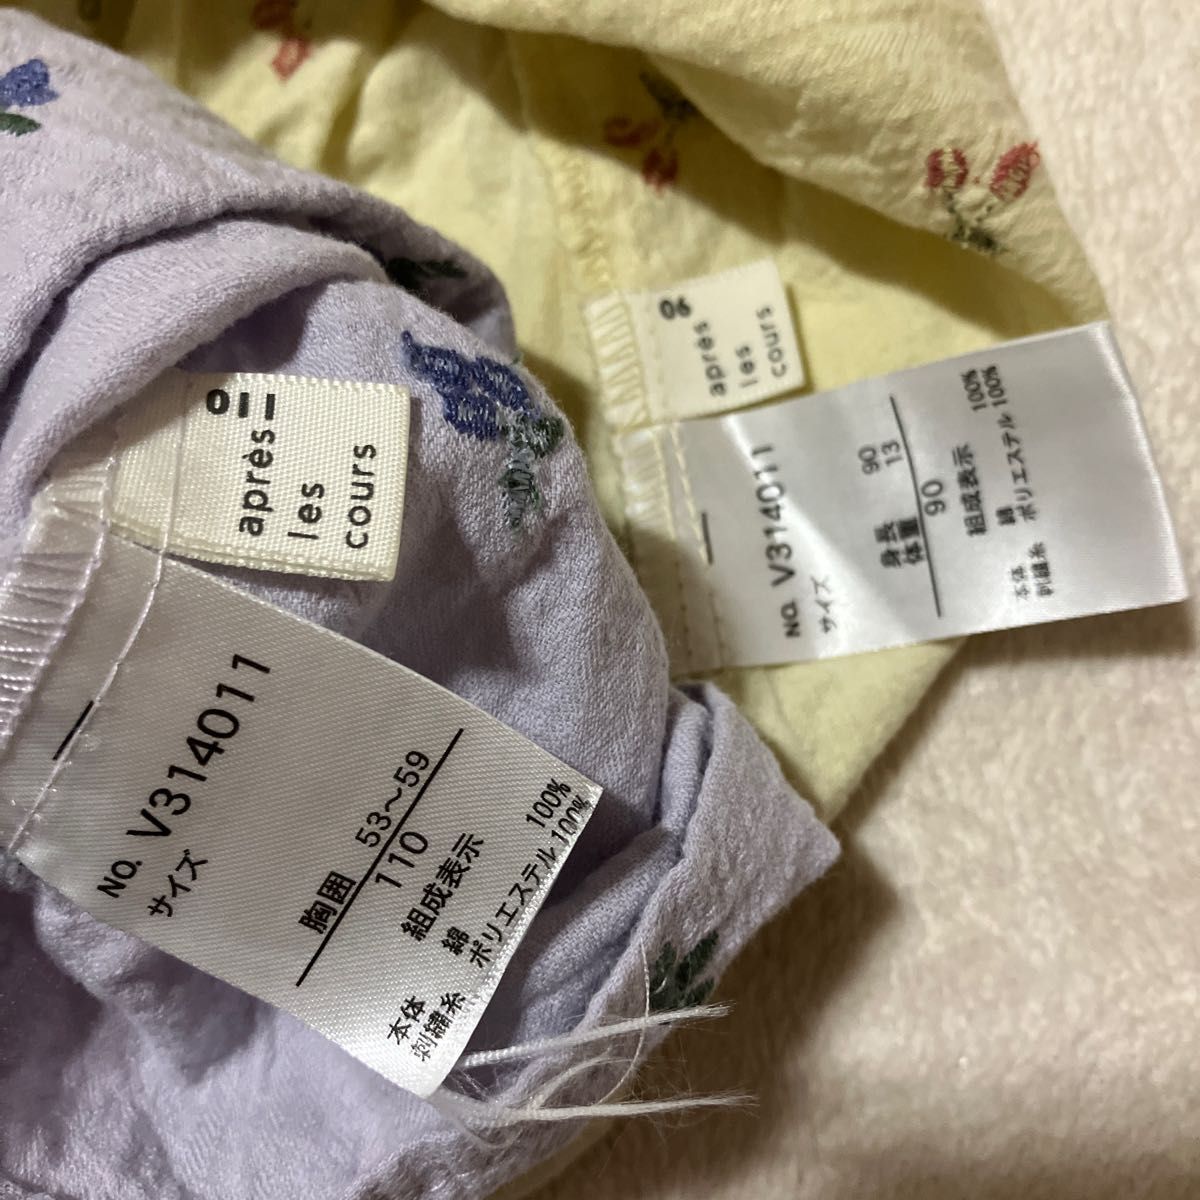 110
après
les
cours
No. V314011
サイズ
胸囲 53～59
110
組成表示
本体 綿 100%
刺繍糸 ポリエステル 100%
90
après
les
cours
No. V314011
サイズ
身長 90
体重 13
90
組成表示
本体 綿 100%
刺繍糸 ポリエステル 100%